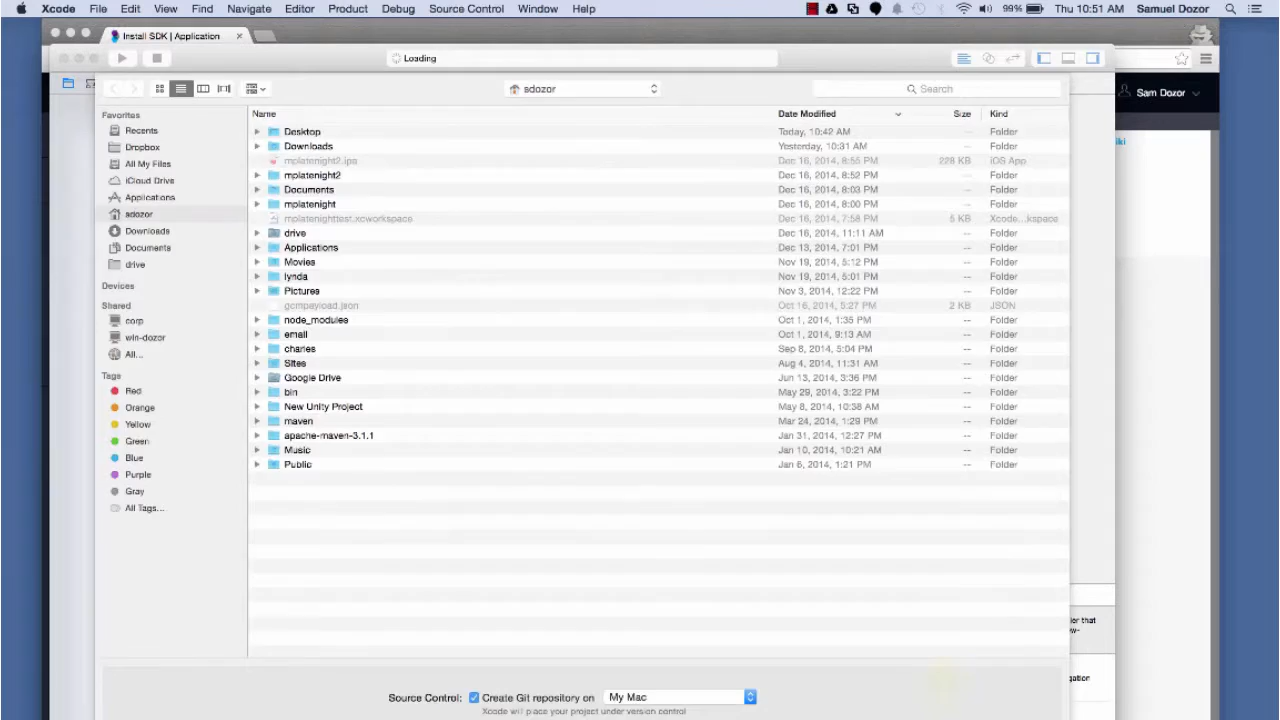 Xcode File Edit View Find Navigate Editor Product Debug Source Control Window Help 99% Thu 10:51 AM Samuel Dozor
Install SDK | Application
Loading
sdozor Search
Sam Dozor
Favorites
Recents
Dropbox
All My Files
iCloud Drive
Applications
sdozor
Downloads
Documents
drive
Devices
Shared
corp
win-dozor
All...
Tags
Red
Orange
Yellow
Green
Blue
Purple
Gray
All Tags...
Name Date Modified Size Kind
Desktop Today, 10:42 AM -- Folder
Downloads Yesterday, 10:31 AM -- Folder
mplatenight2.ipa Dec 16, 2014, 8:55 PM 228 KB iOS App
mplatenight2 Dec 16, 2014, 8:52 PM -- Folder
Documents Dec 16, 2014, 8:03 PM -- Folder
mplatenight Dec 16, 2014, 8:00 PM -- Folder
mplatenighttest.xcworkspace Dec 16, 2014, 7:58 PM 5 KB Xcode...kspace
drive Dec 16, 2014, 11:11 AM -- Folder
Applications Dec 13, 2014, 7:01 PM -- Folder
Movies Nov 19, 2014, 5:12 PM -- Folder
lynda Nov 19, 2014, 5:01 PM -- Folder
Pictures Nov 3, 2014, 12:22 PM -- Folder
gcmpayload.json Oct 16, 2014, 5:27 PM 2 KB JSON
node_modules Oct 1, 2014, 1:35 PM -- Folder
email Oct 1, 2014, 9:13 AM -- Folder
charles Sep 8, 2014, 5:04 PM -- Folder
Sites Aug 4, 2014, 11:31 AM -- Folder
Google Drive Jun 13, 2014, 3:36 PM -- Folder
bin May 29, 2014, 3:22 PM -- Folder
New Unity Project May 8, 2014, 10:38 AM -- Folder
maven Mar 24, 2014, 1:29 PM -- Folder
apache-maven-3.1.1 Jan 31, 2014, 12:27 PM -- Folder
Music Jan 10, 2014, 10:21 AM -- Folder
Public Jan 6, 2014, 1:21 PM -- Folder
iki
ler that
w-
gation
Source Control: Create Git repository on My Mac
Xcode will place your project under version control